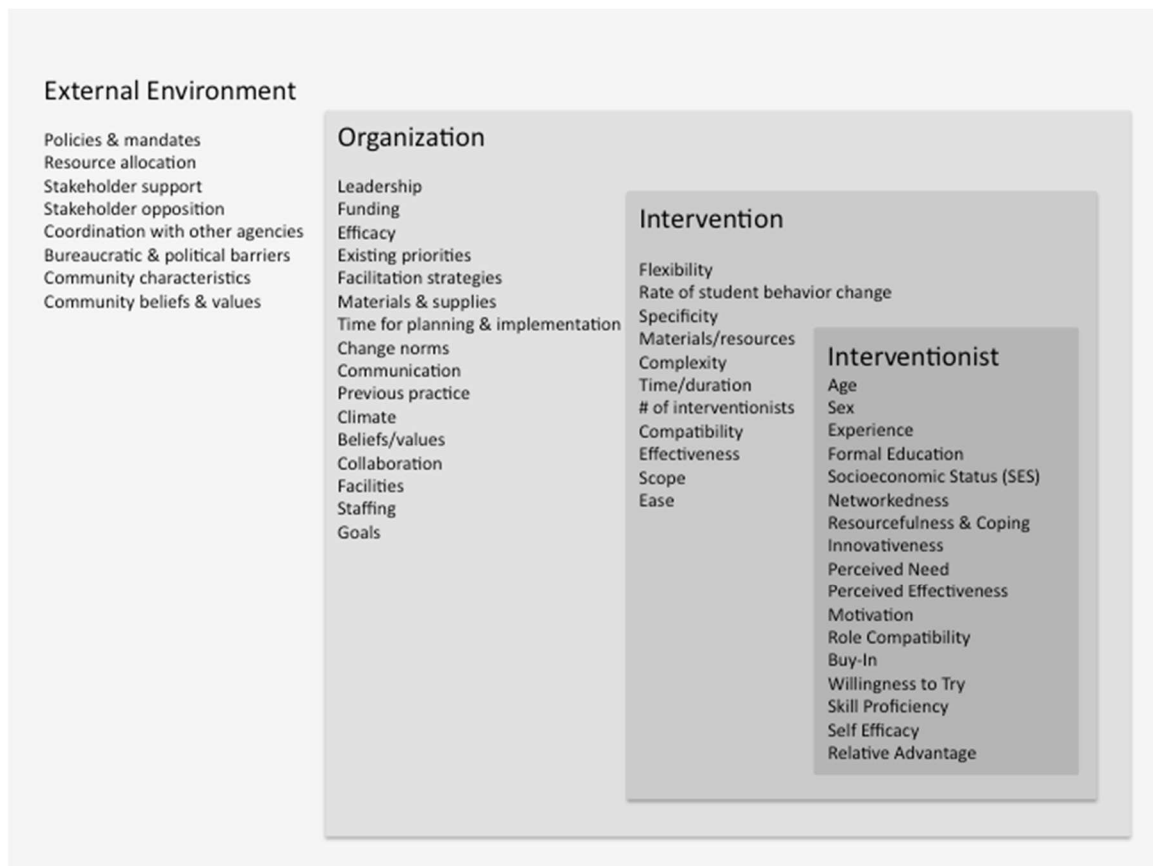 External Environment
Policies & mandates
Resource allocation
Stakeholder support
Stakeholder opposition
Coordination with other agencies
Bureaucratic & political barriers
Community characteristics
Community beliefs & values
Organization
Leadership
Funding
Efficacy
Existing priorities
Facilitation strategies
Materials & supplies
Time for planning & implementation
Change norms
Communication
Previous practice
Climate
Beliefs/values
Collaboration
Facilities
Staffing
Goals
Intervention
Flexibility
Rate of student behavior change
Specificity
Materials/resources
Complexity
Time/duration
# of interventionists
Compatibility
Effectiveness
Scope
Ease
Interventionist
Age
Sex
Experience
Formal Education
Socioeconomic Status (SES)
Networkedness
Resourcefulness & Coping
Innovativeness
Perceived Need
Perceived Effectiveness
Motivation
Role Compatibility
Buy-In
Willingness to Try
Skill Proficiency
Self Efficacy
Relative Advantage